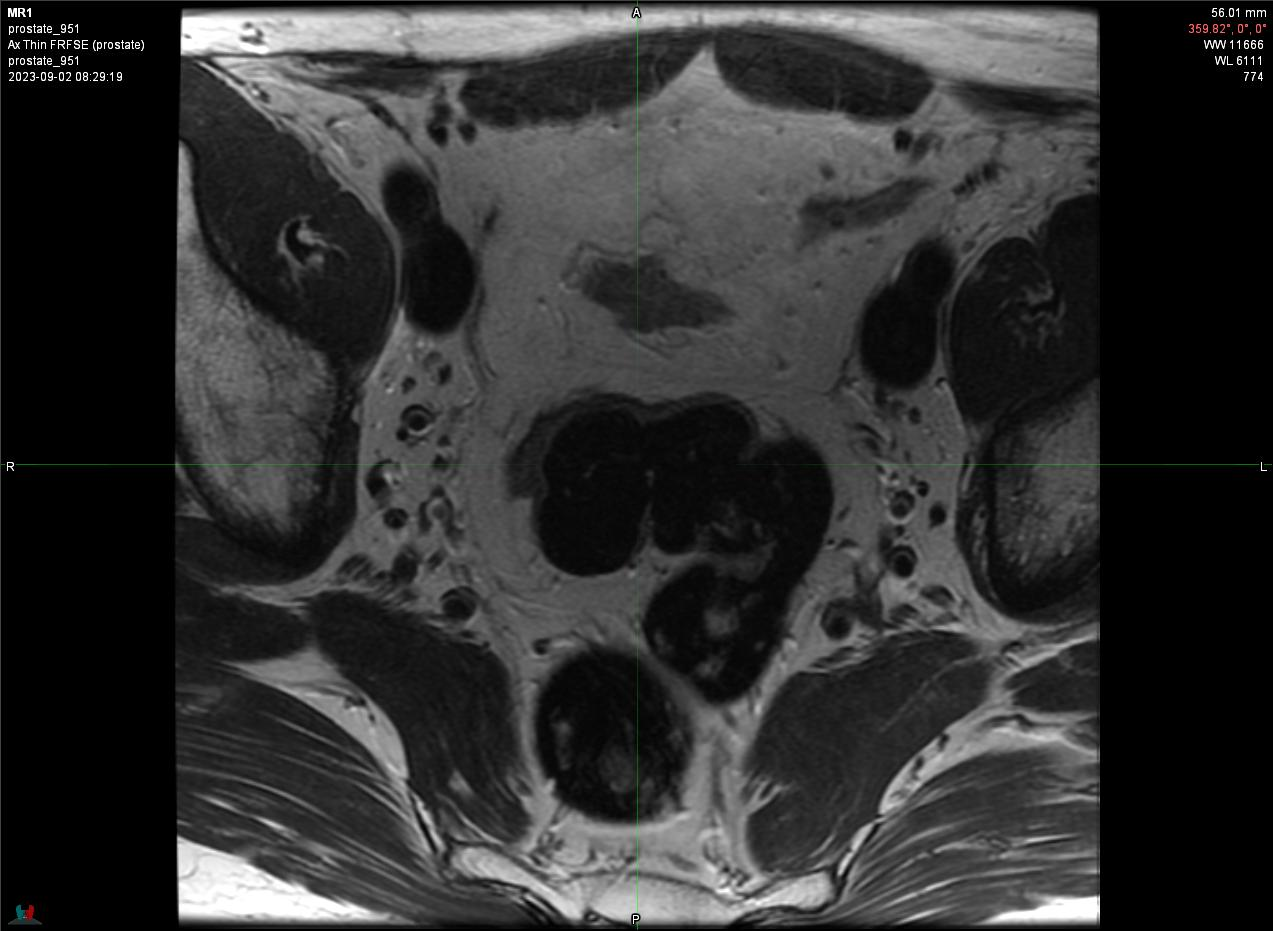 MR1
prostate_951
Ax Thin FRFSE (prostate)
prostate_951
2023-09-02 08:29:19
56.01 mm
359.82°, 0°, 0°
WW 11666
WL 6111
774
A
R
L
P